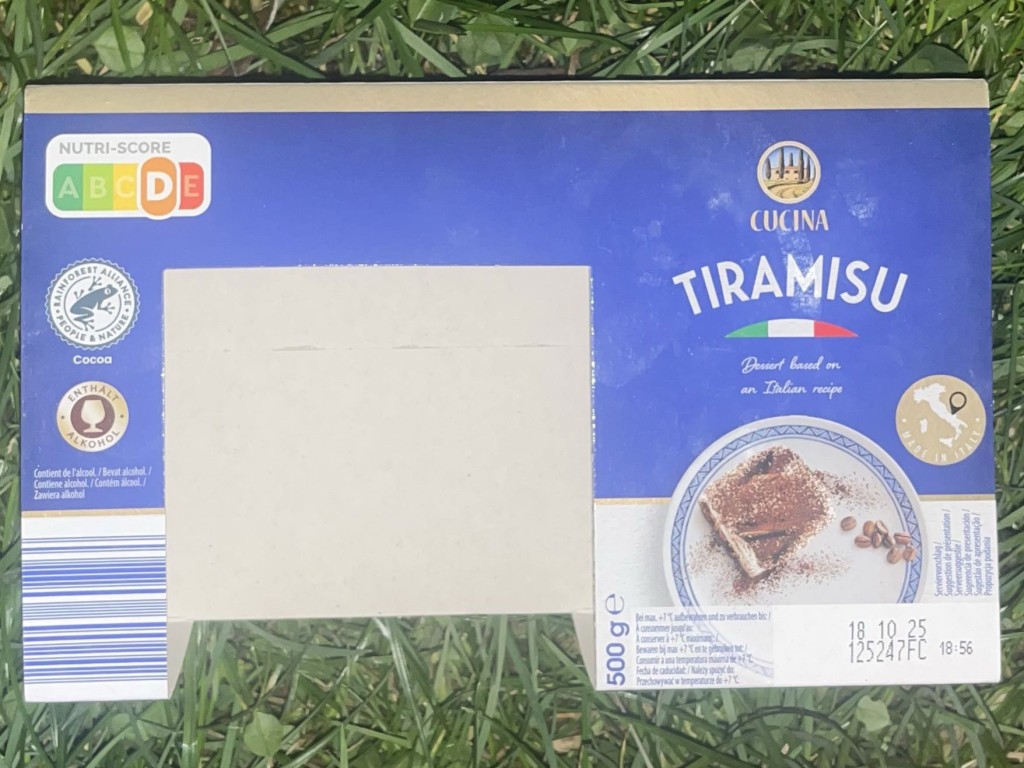 NUTRI-SCORE
A B C D E
RAINFOREST ALLIANCE
PEOPLE & NATURE
Cocoa
ENTHÄLT
ALKOHOL
Contient de l'alcool. / Bevat alcohol. /
Contiene alcohol. / Contém álcool. /
Zawiera alkohol
CUCINA
TIRAMISU
Dessert based on
an Italian recipe
MADE IN ITALY
Serviervorschlag /
Suggestion de présentation /
Serveersuggestie /
Sugerencia de presentación /
Sugestão de apresentação /
Propozycja podania
500 g e
Bei max. +7 °C aufbewahren und zu verbrauchen bis: /
À consommer jusqu'au:
À conserver à +7 °C maximum: /
Bewaren bij max +7 °C en te gebruiken tot: /
Consumir a una temperatura máxima de +7 °C
Fecha de caducidad: / Należy spożyć do:
Przechowywać w temperaturze do +7 °C
18 10 25
125247FC 18:56